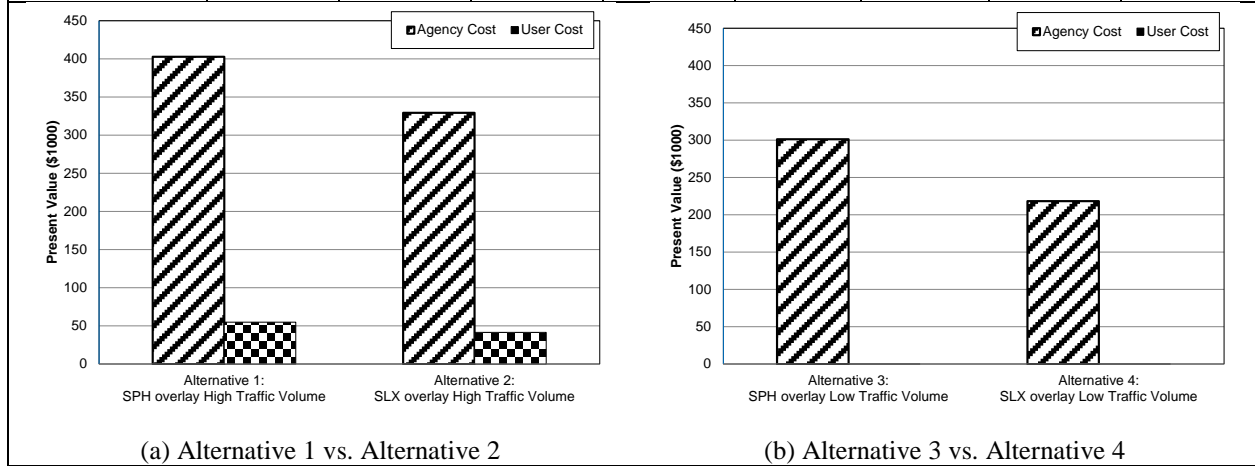 Agency Cost User Cost
450
400
350
300
250
200
150
100
50
0
Present Value ($1000)
Alternative 1:
SPH overlay High Traffic Volume
Alternative 2:
SLX overlay High Traffic Volume
(a) Alternative 1 vs. Alternative 2
Agency Cost User Cost
450
400
350
300
250
200
150
100
50
0
Present Value ($1000)
Alternative 3:
SPH overlay Low Traffic Volume
Alternative 4:
SLX overlay Low Traffic Volume
(b) Alternative 3 vs. Alternative 4